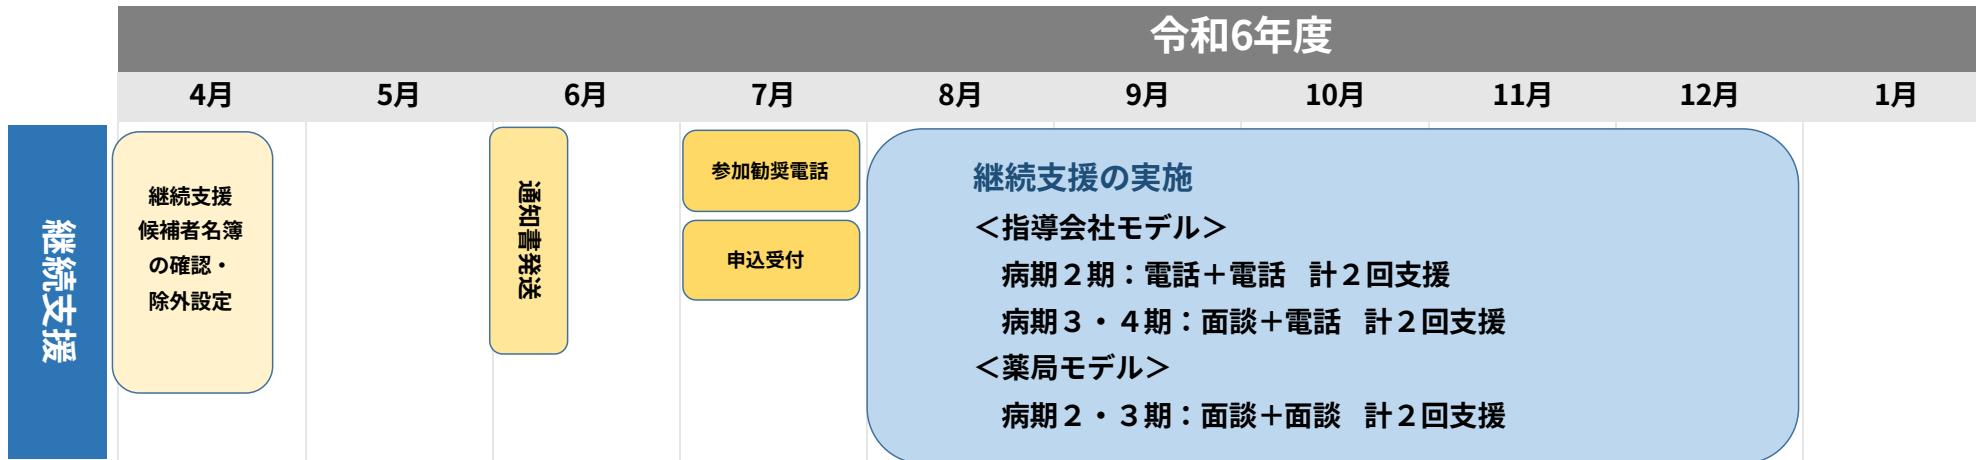 令和6年度
4月
5月
6月
7月
8月
9月
10月
11月
12月
1月
継続支援
継続支援
候補者名簿
の確認・
除外設定
通知書発送
参加勧奨電話
申込受付
継続支援の実施
＜指導会社モデル＞
病期２期：電話＋電話　計２回支援
病期３・４期：面談＋電話　計２回支援
＜薬局モデル＞
病期２・３期：面談＋面談　計２回支援